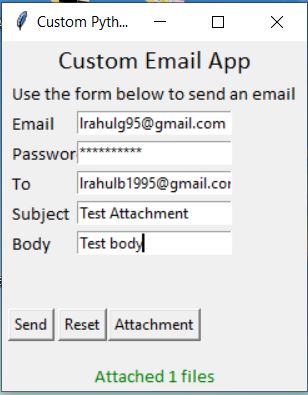 Custom Pyth...
Custom Email App
Use the form below to send an email
Email lrahulg95@gmail.com
Passwor **********
To lrahulb1995@gmail.cor
Subject Test Attachment
Body Test body
Send Reset Attachment
Attached 1 files